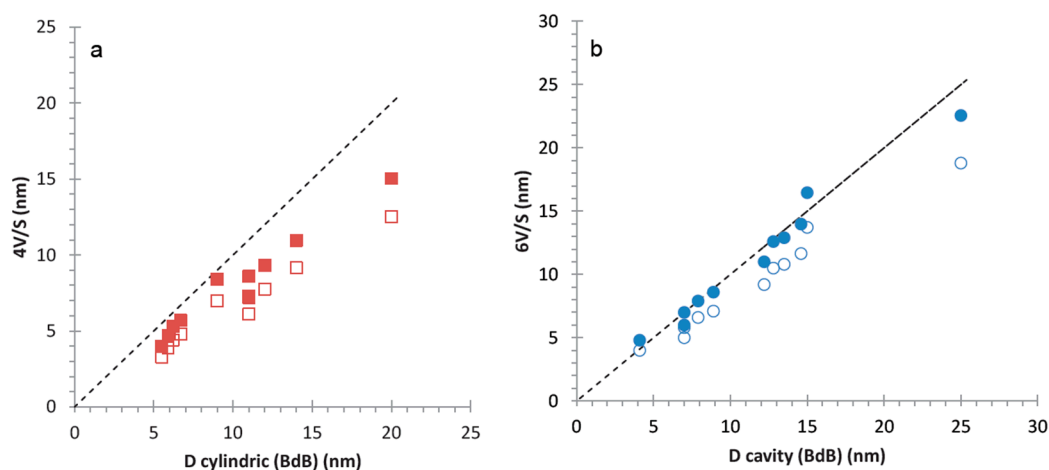 a
4V/S (nm)
25
20
15
10
5
0
0 5 10 15 20 25
D cylindric (BdB) (nm)
b
6V/S (nm)
30
25
20
15
10
5
0
0 5 10 15 20 25 30
D cavity (BdB) (nm)